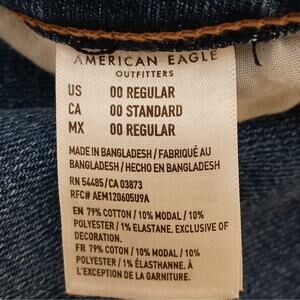 AMERICAN EAGLE
OUTFITTERS
US 00 REGULAR
CA 00 STANDARD
MX 00 REGULAR
MADE IN BANGLADESH / FABRIQUÉ AU
BANGLADESH / HECHO EN BANGLADESH
RN 54485/CA 03873
RFC# AEM120605U9A
EN 79% COTTON / 10% MODAL / 10%
POLYESTER / 1% ELASTANE. EXCLUSIVE OF
DECORATION.
FR 79% COTON / 10% MODAL / 10%
POLYESTER / 1% ÉLASTHANNE. À
L'EXCEPTION DE LA GARNITURE.